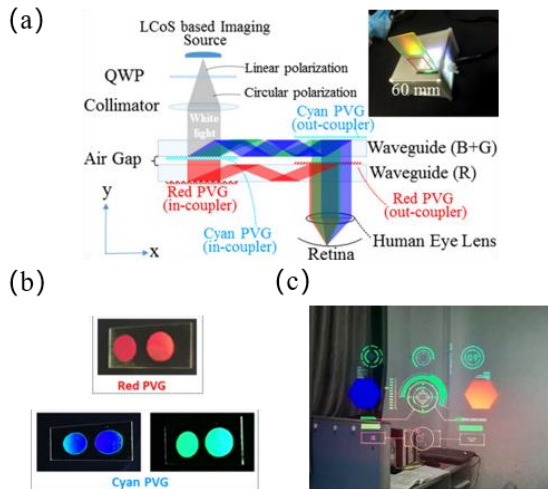 (a)
LCoS based Imaging
Source
QWP
Linear polarization
Circular polarization
Collimator
White
light
Cyan PVG
(out-coupler)
60 mm
Air Gap
Waveguide (B+G)
Waveguide (R)
Red PVG
(in-coupler)
Cyan PVG
(in-coupler)
Red PVG
(out-coupler)
Human Eye Lens
Retina
y
x
(b)
Red PVG
Cyan PVG
(c)